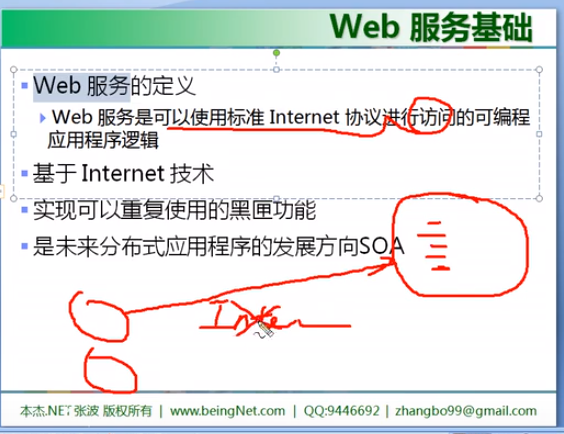 Web 服务基础
Web 服务的定义
Web 服务是可以使用标准 Internet 协议进行访问的可编程
应用程序逻辑
基于 Internet 技术
实现可以重复使用的黑匣功能
是未来分布式应用程序的发展方向SOA
Inter
本杰.NET 张波 版权所有 | www.beingNet.com | QQ:9446692 | zhangbo99@gmail.com